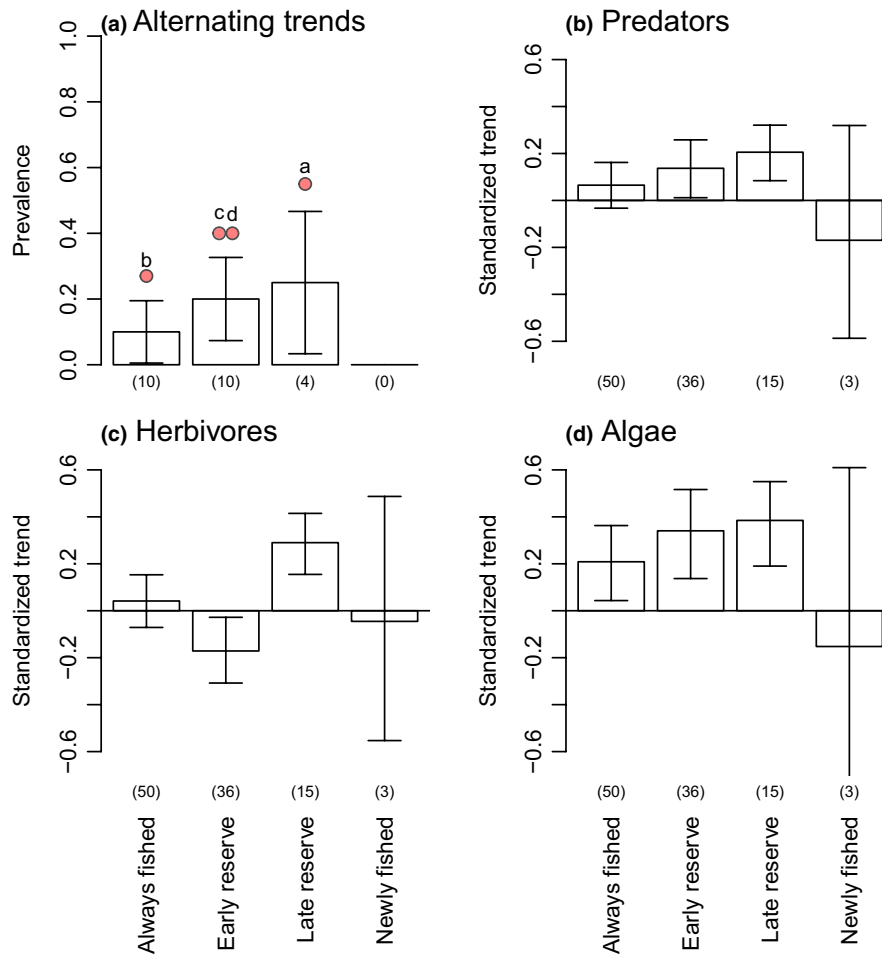 (a) Alternating trends
Prevalence
1.0
0.8
0.6
0.4
0.2
0.0
b
c d
a
(10) (10) (4) (0)
(b) Predators
Standardized trend
0.6
0.2
−0.2
−0.6
(50) (36) (15) (3)
(c) Herbivores
Standardized trend
0.6
0.2
−0.2
−0.6
(50) (36) (15) (3)
Always fished
Early reserve
Late reserve
Newly fished
(d) Algae
Standardized trend
0.6
0.2
−0.2
−0.6
(50) (36) (15) (3)
Always fished
Early reserve
Late reserve
Newly fished